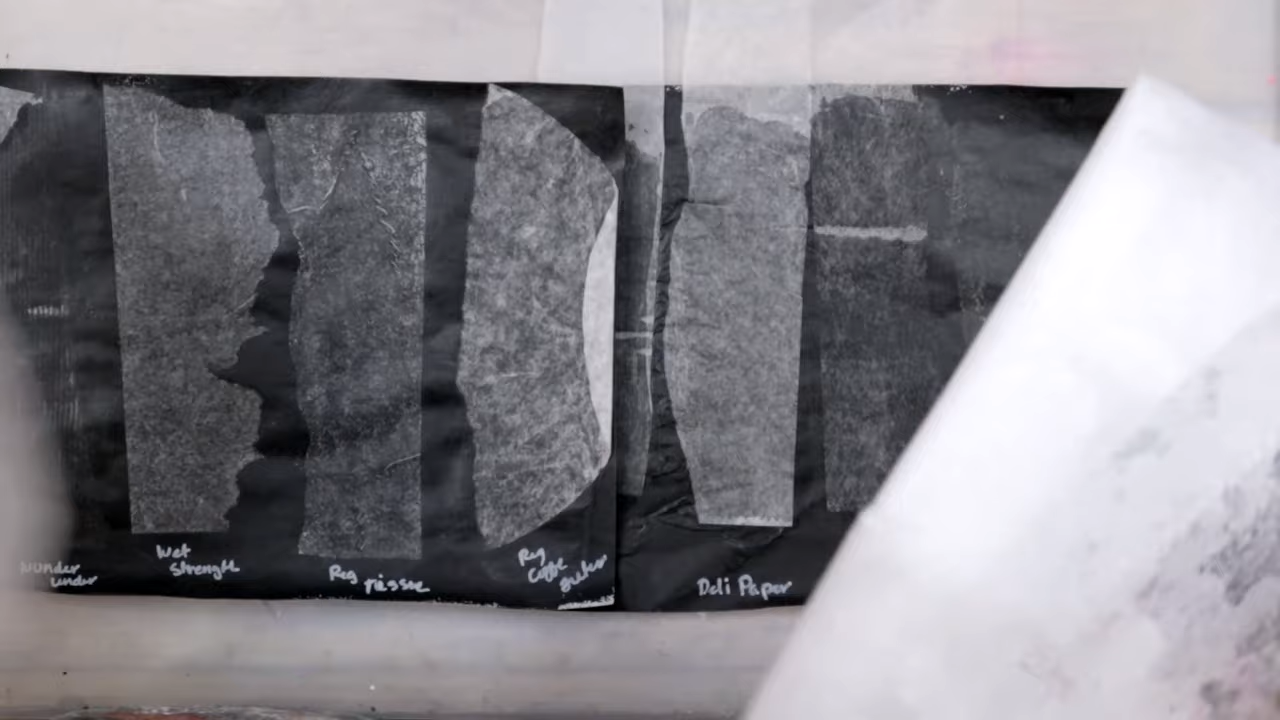 wunder
under
Wet
Strength
Reg Tissue
Reg
Coffee
filter
Deli Paper